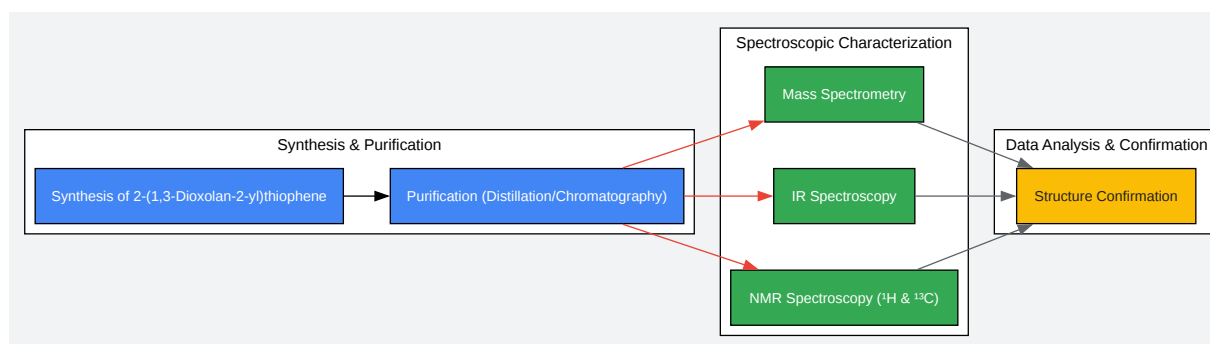 Synthesis & Purification
Synthesis of 2-(1,3-Dioxolan-2-yl)thiophene
Purification (Distillation/Chromatography)
Spectroscopic Characterization
Mass Spectrometry
IR Spectroscopy
NMR Spectroscopy (¹H & ¹³C)
Data Analysis & Confirmation
Structure Confirmation